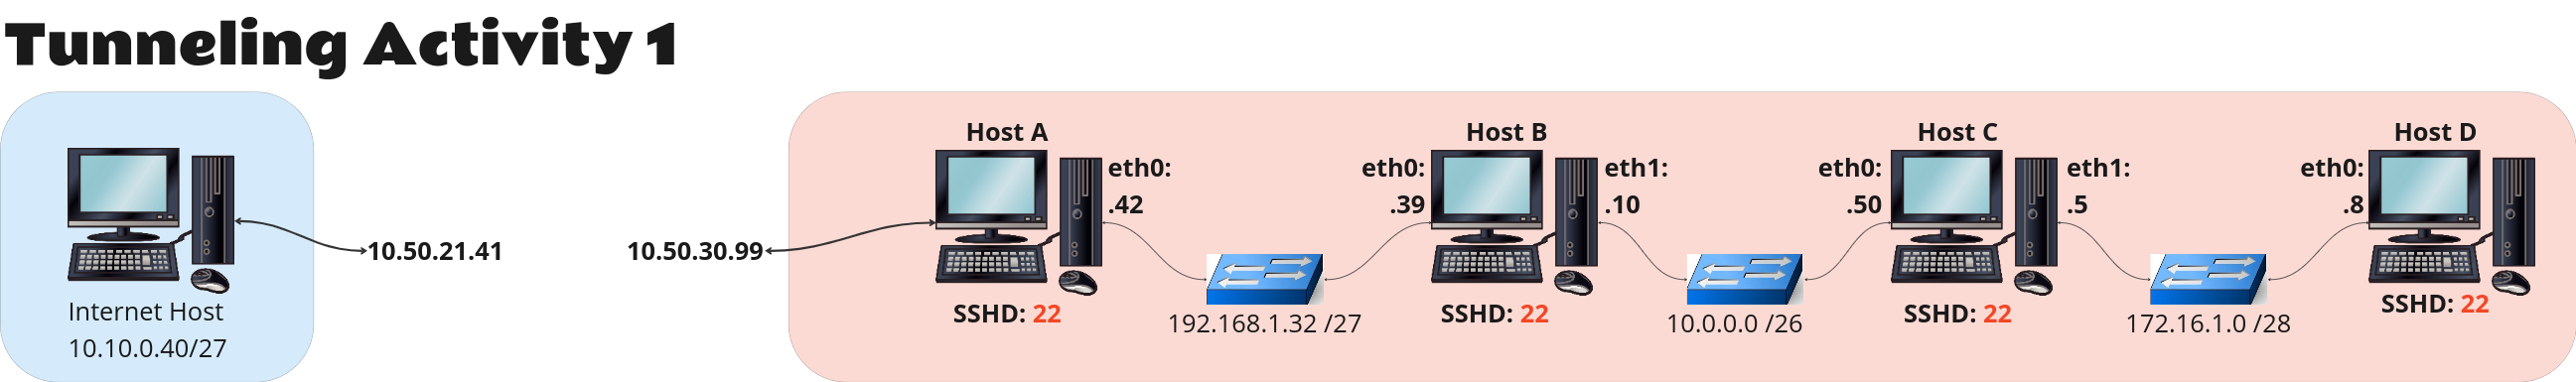 Tunneling Activity 1
Internet Host
10.10.0.40/27
10.50.21.41
10.50.30.99
Host A
eth0:
.42
SSHD: 22
192.168.1.32 /27
Host B
eth0:
.39
eth1:
.10
SSHD: 22
10.0.0.0 /26
Host C
eth0:
.50
eth1:
.5
SSHD: 22
172.16.1.0 /28
Host D
eth0:
.8
SSHD: 22